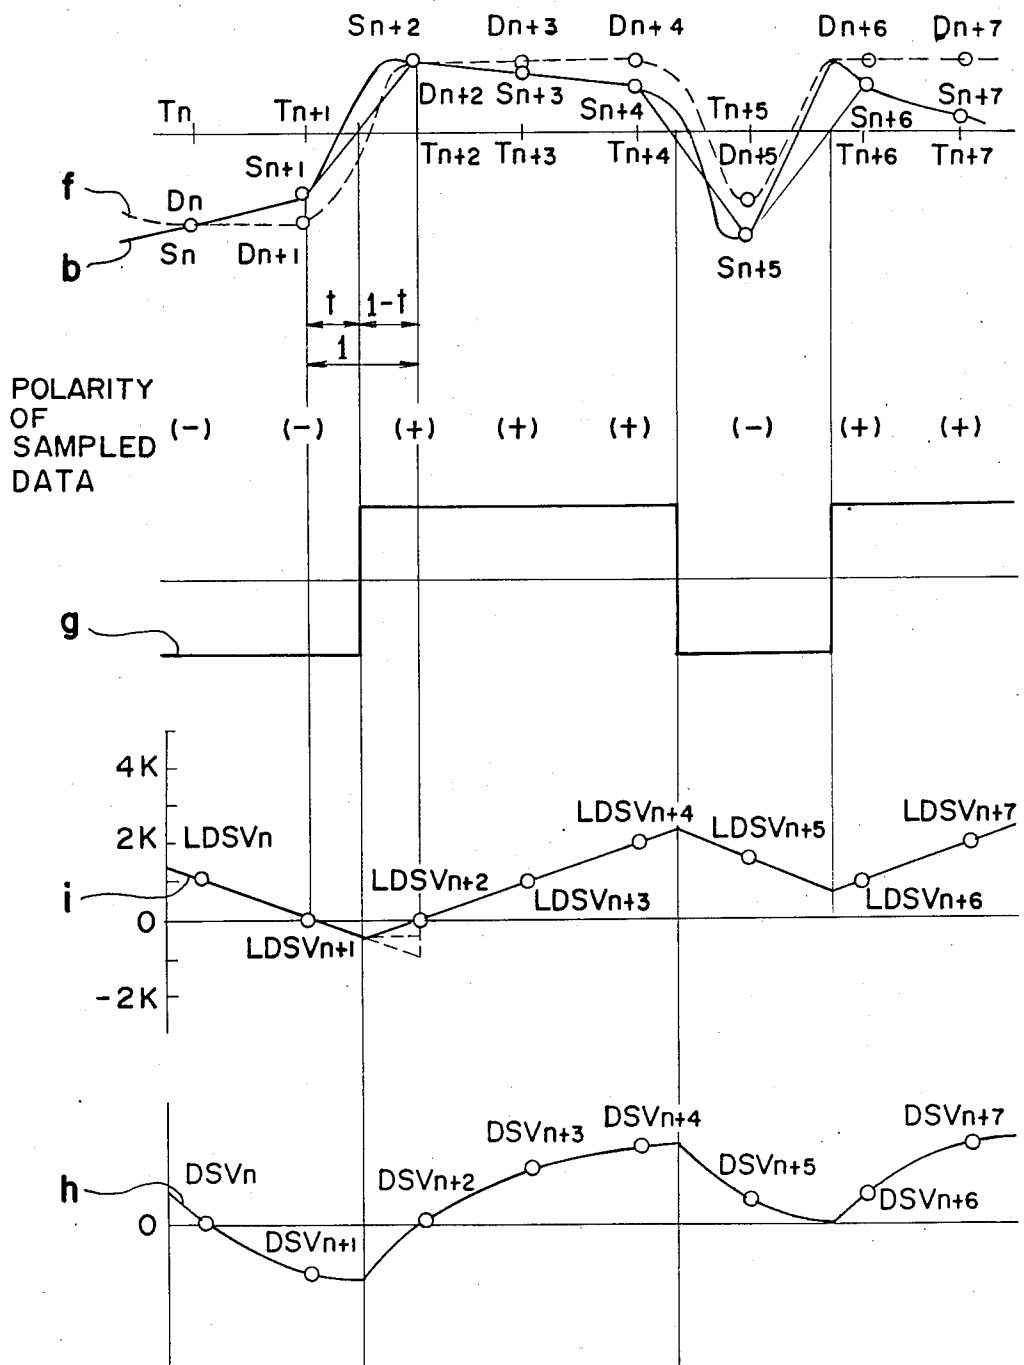 Sn+2 Dn+3 Dn+4 Dn+6 Dn+7
Tn Tn+1 Dn+2 Sn+3 Sn+4 Tn+5 Sn+6 Sn+7
Sn+1 Tn+2 Tn+3 Tn+4 Dn+5 Tn+6 Tn+7
f Dn
b Sn Dn+1 Sn+5
t 1-t
1
POLARITY
OF
SAMPLED
DATA
(-) (-) (+) (+) (+) (-) (+) (+)
g
4K
2K LDSVn LDSVn+4 LDSVn+5 LDSVn+7
i LDSVn+2 LDSVn+3 LDSVn+6
0
LDSVn+1
-2K
DSVn DSVn+3 DSVn+4 DSVn+7
h DSVn+2 DSVn+5 DSVn+6
0 DSVn+1